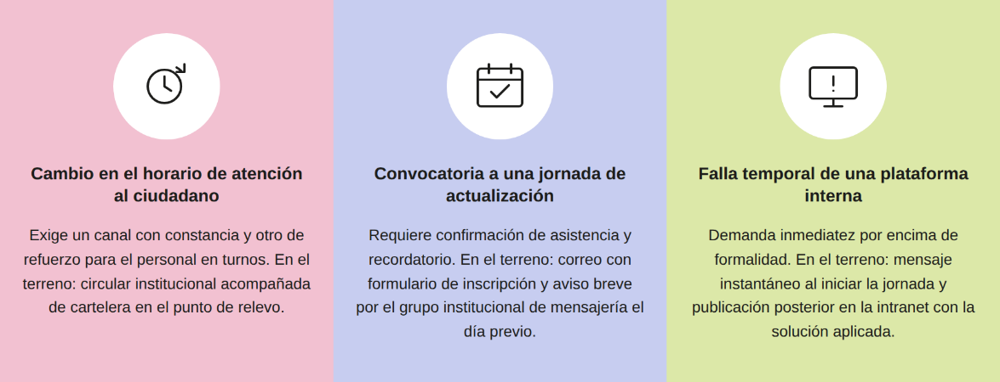 Cambio en el horario de atención
al ciudadano
Exige un canal con constancia y otro de
refuerzo para el personal en turnos. En el
terreno: circular institucional acompañada
de cartelera en el punto de relevo.
Convocatoria a una jornada de
actualización
Requiere confirmación de asistencia y
recordatorio. En el terreno: correo con
formulario de inscripción y aviso breve
por el grupo institucional de mensajería el
día previo.
Falla temporal de una plataforma
interna
Demanda inmediatez por encima de
formalidad. En el terreno: mensaje
instantáneo al iniciar la jornada y
publicación posterior en la intranet con la
solución aplicada.